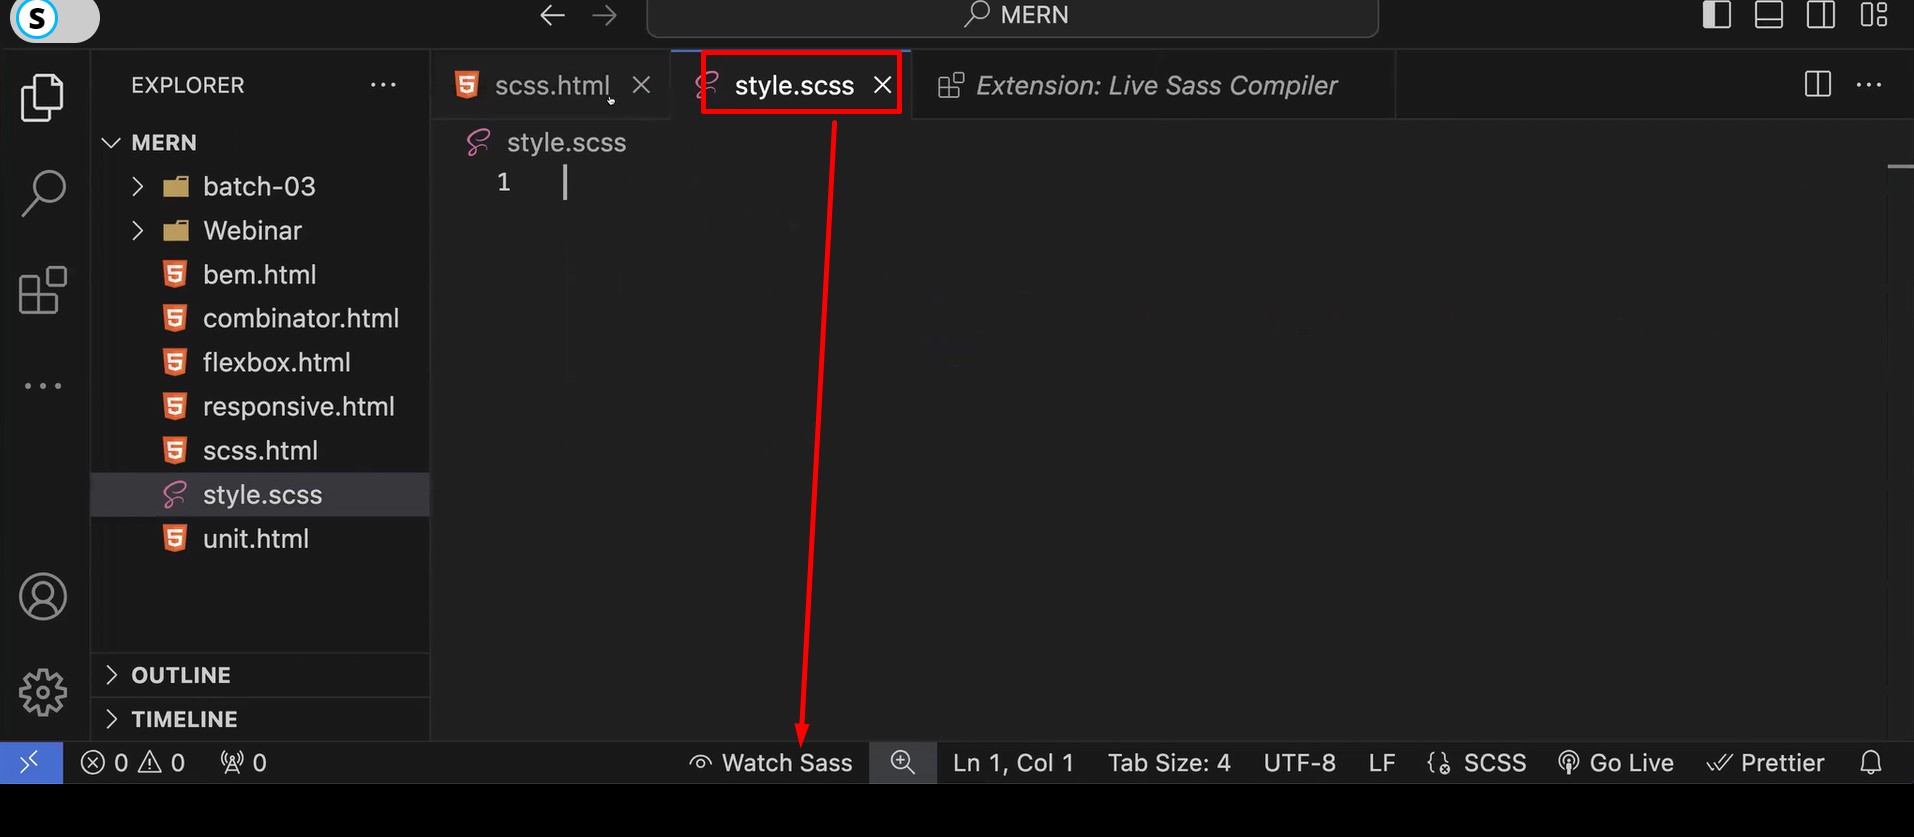 S
MERN
EXPLORER
scss.html
style.scss
Extension: Live Sass Compiler
MERN
style.scss
batch-03
1
Webinar
bem.html
combinator.html
flexbox.html
responsive.html
scss.html
style.scss
unit.html
OUTLINE
TIMELINE
0 0 0 Watch Sass Ln 1, Col 1 Tab Size: 4 UTF-8 LF SCSS Go Live Prettier